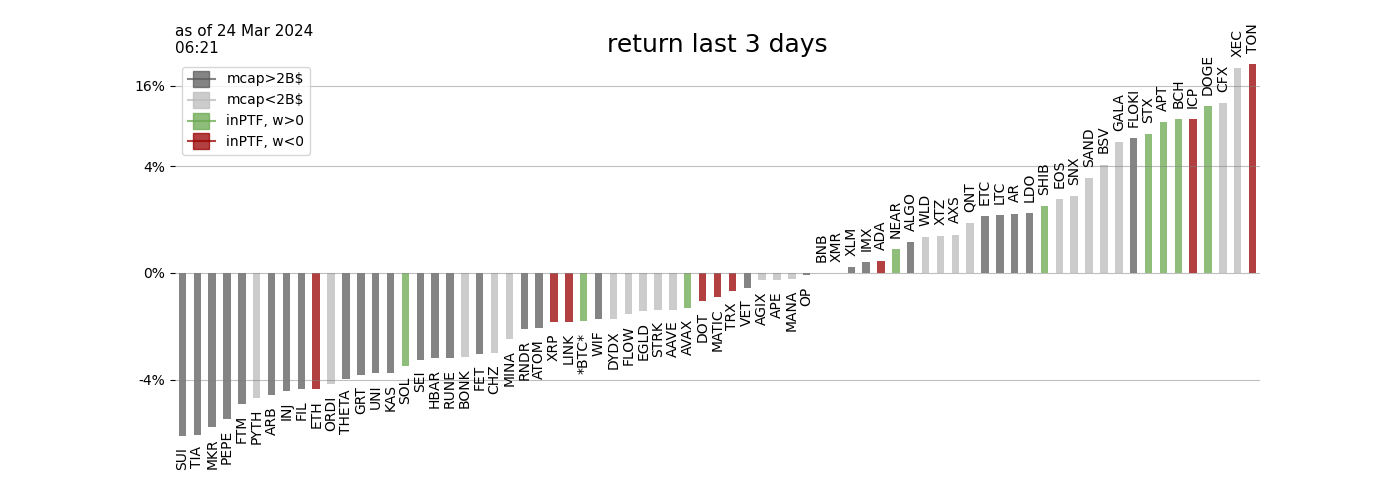 as of 24 Mar 2024
06:21
return last 3 days
mcap>2B$
mcap<2B$
inPTF, w>0
inPTF, w<0
16%
4%
0%
-4%
SUI
TIA
MKR
PEPE
FTM
PYTH
ARB
INJ
FIL
ETH
ORDI
THETA
GRT
UNI
KAS
SOL
SEI
HBAR
RUNE
BONK
FET
CHZ
MINA
RNDR
ATOM
XRP
LINK
*BTC*
WIF
DYDX
FLOW
EGLD
STRK
AAVE
AVAX
DOT
MATIC
TRX
VET
AGIX
APE
MANA
OP
BNB
XMR
XLM
IMX
ADA
NEAR
ALGO
WLD
XTZ
AXS
QNT
ETC
LTC
AR
LDO
SHIB
EOS
SNX
SAND
BSV
GALA
FLOKI
STX
APT
BCH
ICP
DOGE
CFX
XEC
TON